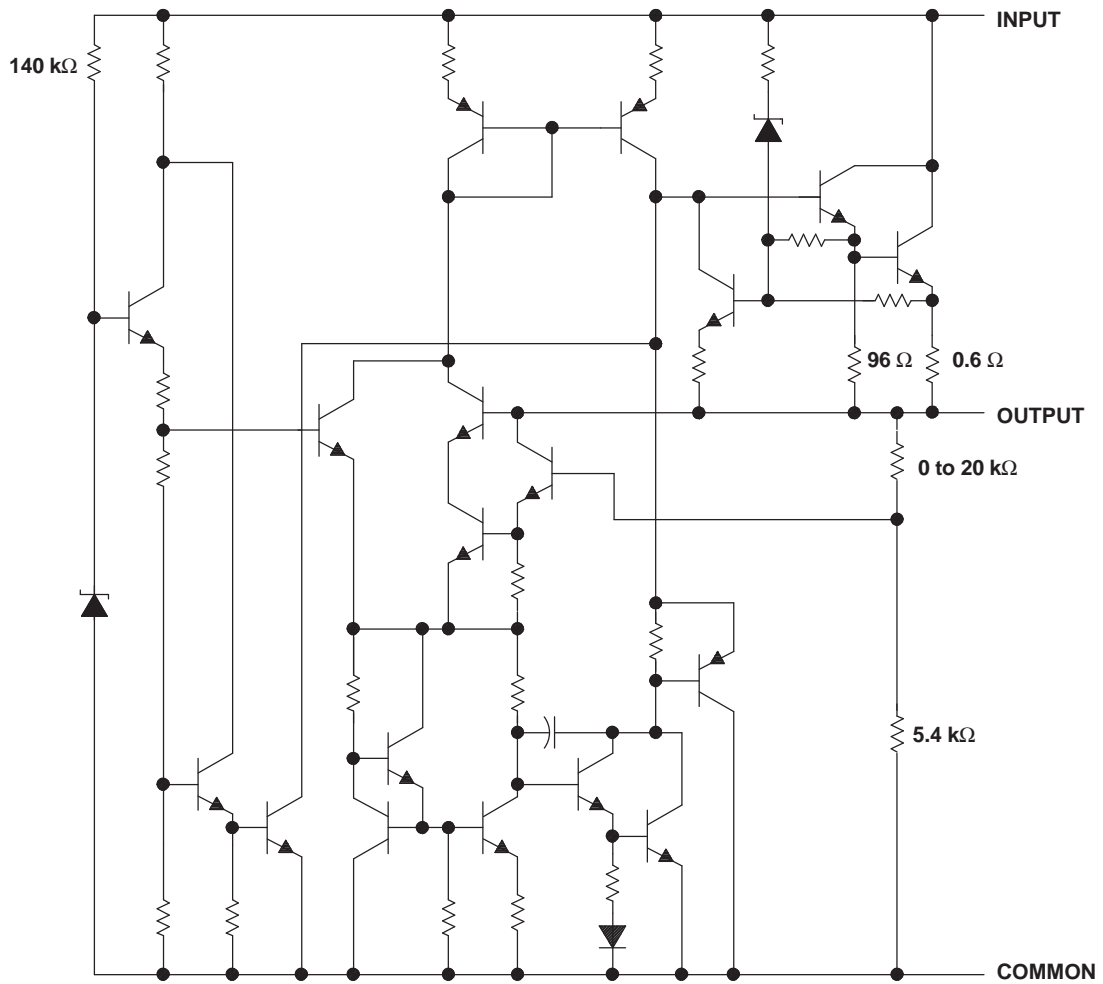 INPUT
140 kΩ
96 Ω
0.6 Ω
OUTPUT
0 to 20 kΩ
5.4 kΩ
COMMON